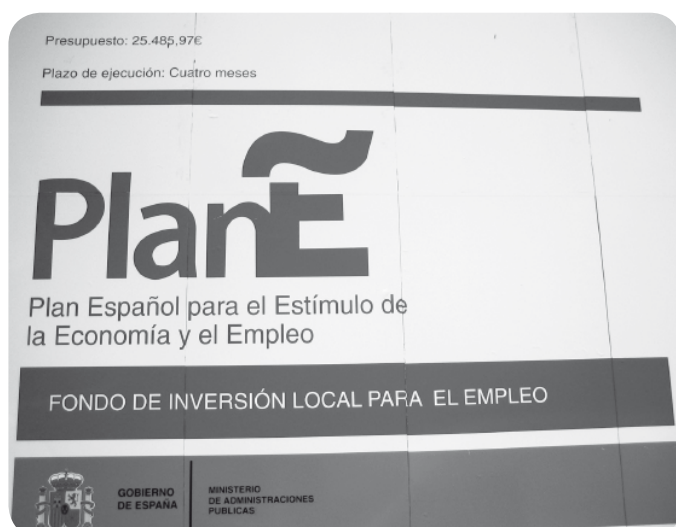 Presupuesto: 25.485,97€
Plazo de ejecución: Cuatro meses
PlanE
Plan Español para el Estímulo de
la Economía y el Empleo
FONDO DE INVERSIÓN LOCAL PARA EL EMPLEO
GOBIERNO
DE ESPAÑA
MINISTERIO
DE ADMINISTRACIONES
PUBLICAS